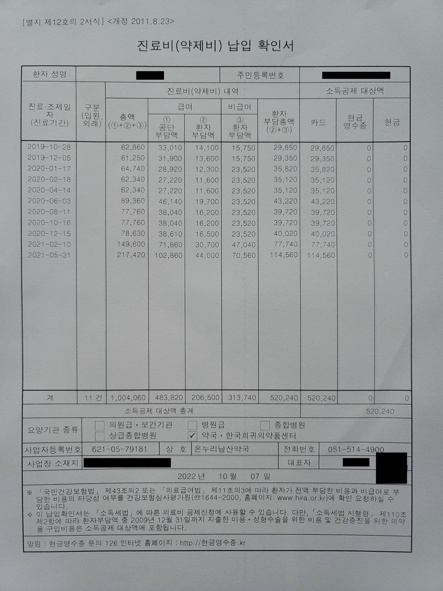 [별지 제12호의 2서식] <개정 2011.8.23>
진료비(약제비) 납입 확인서
환자 성명 주민등록번호
진료·조제일자 (진료기간) 구분 (입원, 외래) 진료비(약제비) 내역 소득공제 대상액
총액 (①+②+③) 급여 비급여 환자 부담총액 (②+③) 카드 현금 영수증 현금
① 공단 부담액 ② 환자 부담액 ③ 환자 부담액
2019-10-28 62,860 33,010 14,100 15,750 29,850 29,850 0 0
2019-12-06 61,250 31,900 13,600 15,750 29,350 29,350 0 0
2020-01-17 64,740 28,920 12,300 23,520 35,820 35,820 0 0
2020-02-18 62,340 27,220 11,600 23,520 35,120 35,120 0 0
2020-04-14 62,340 27,220 11,600 23,520 35,120 35,120 0 0
2020-06-03 89,360 46,140 19,700 23,520 43,220 43,220 0 0
2020-08-11 77,760 38,040 16,200 23,520 39,720 39,720 0 0
2020-10-16 77,760 38,040 16,200 23,520 39,720 39,720 0 0
2020-12-15 78,630 38,610 16,500 23,520 40,020 40,020 0 0
2021-02-10 149,600 71,860 30,700 47,040 77,740 77,740 0 0
2021-05-21 217,420 102,860 44,000 70,560 114,560 114,560 0 0
계 11 건 1,004,060 483,820 206,500 313,740 520,240 520,240 0 0
소득공제 대상액 총계 520,240
요양기관 종류 의원급·보건기관 병원급 종합병원
상급종합병원 ✓ 약국·한국희귀의약품센터
사업자등록번호 621-05-79181 상 호 온누리남산약국 전화번호 051-514-4900
사업장 소재지 대표자
2022년 10월 07일
※ 「국민건강보험법」 제43조의2 또는 「의료급여법」 제11조의3에 따라 환자가 전액 부담한 비용과 비급여로 부담한 비용의 타당성 여부를 건강보험심사평가원(☎1644-2000, 홈페이지: www.hira.or.kr)에 확인 요청하실 수 있습니다.
※ 이 납입확인서는 「소득세법」에 따른 의료비 공제신청에 사용할 수 있습니다. 다만, 「소득세법 시행령」 제110조제2항에 따라 환자부담액 중 2009년 12월 31일까지 지출한 미용·성형수술을 위한 비용 및 건강증진을 위한 의약품 구입비용은 소득공제대상액에 포함됩니다.
알림 : 현금영수증 문의 126 인터넷 홈페이지 : http://현금영수증.kr